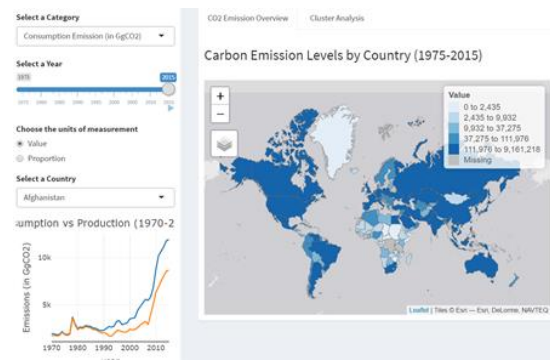 Select a Category
Consumption Emission (in GgCO2)
Select a Year
1975
2015
Choose the units of measurement
Value
Proportion
Select a Country
Afghanistan
umption vs Production (1970-2
Emissions (in GgCO2)
10k
5k
1970 1980 1990 2000 2010
CO2 Emission Overview
Cluster Analysis
Carbon Emission Levels by Country (1975-2015)
+
−
Value
0 to 2,435
2,435 to 9,932
9,932 to 37,275
37,275 to 111,976
111,976 to 9,161,218
Missing
Leaflet | Tiles © Esri — Esri, DeLorme, NAVTEQ